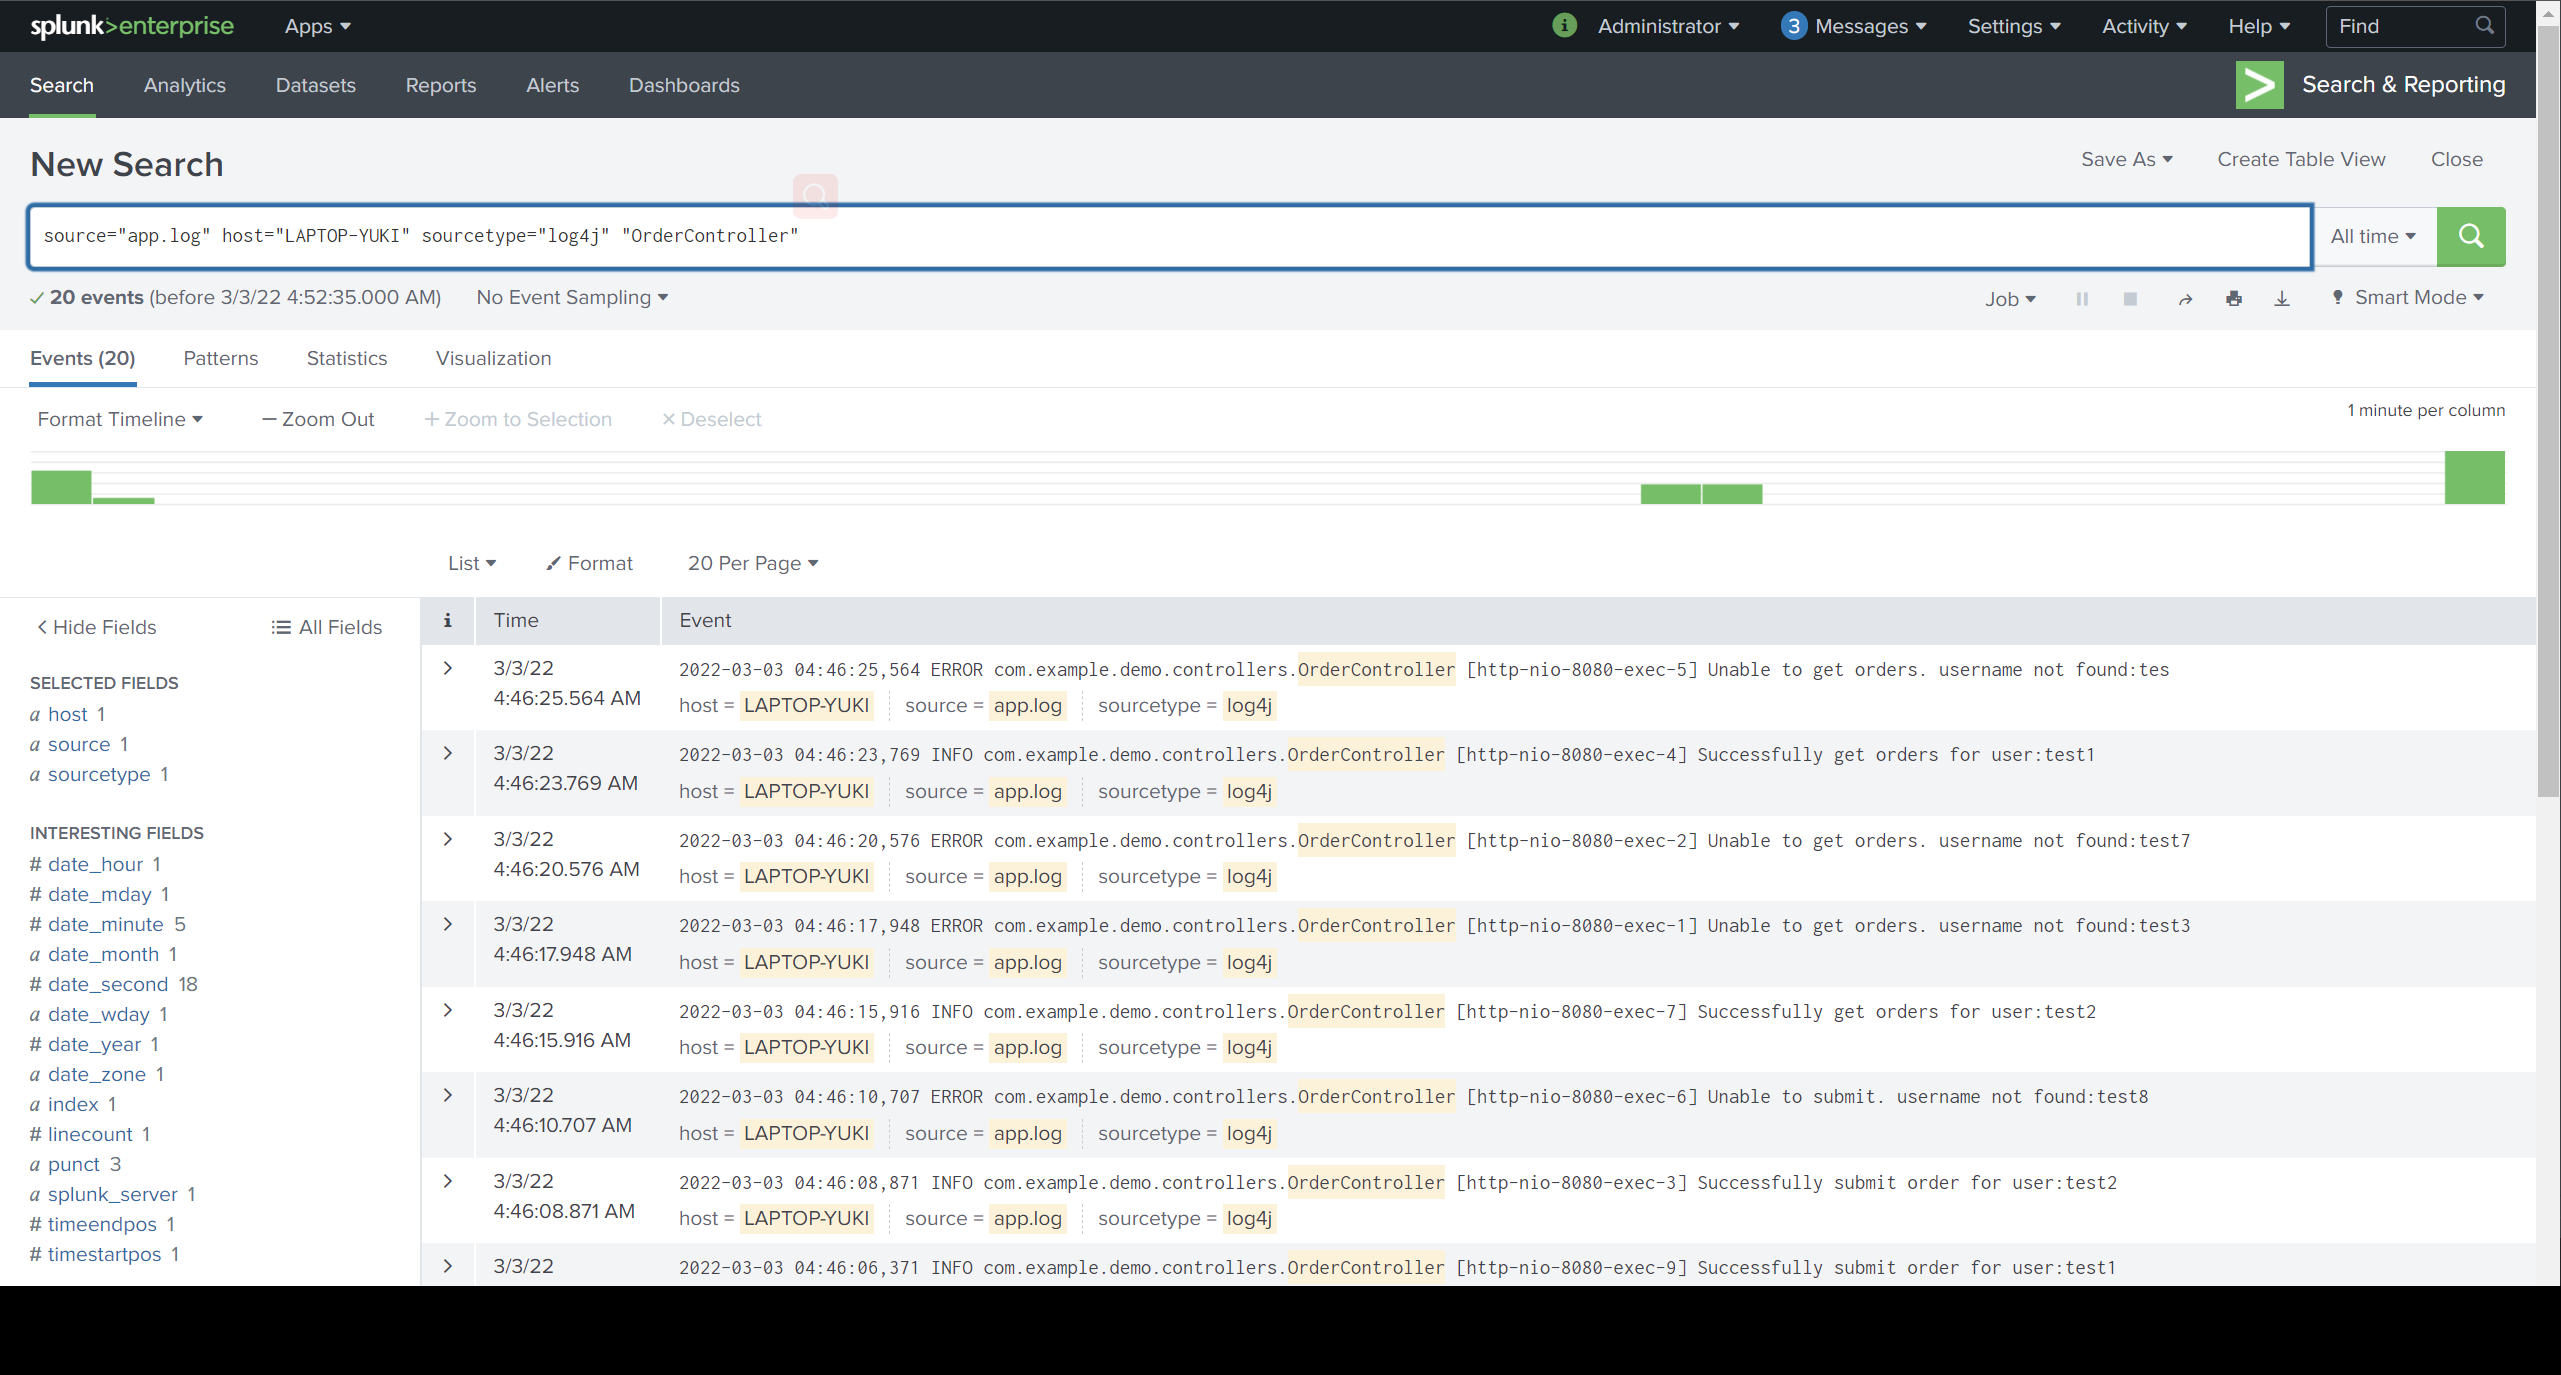 splunk>enterprise Apps Administrator 3 Messages Settings Activity Help Find
Search Analytics Datasets Reports Alerts Dashboards Search & Reporting
New Search Save As Create Table View Close
source="app.log" host="LAPTOP-YUKI" sourcetype="log4j" "OrderController" All time
20 events (before 3/3/22 4:52:35.000 AM) No Event Sampling Job Smart Mode
Events (20) Patterns Statistics Visualization
Format Timeline — Zoom Out + Zoom to Selection × Deselect 1 minute per column
List Format 20 Per Page
< Hide Fields All Fields
SELECTED FIELDS
a host 1
a source 1
a sourcetype 1
INTERESTING FIELDS
# date_hour 1
# date_mday 1
# date_minute 5
a date_month 1
# date_second 18
a date_wday 1
# date_year 1
a date_zone 1
a index 1
# linecount 1
a punct 3
a splunk_server 1
# timeendpos 1
# timestartpos 1
i Time Event
> 3/3/22 2022-03-03 04:46:25,564 ERROR com.example.demo.controllers.OrderController [http-nio-8080-exec-5] Unable to get orders. username not found:tes
4:46:25.564 AM host = LAPTOP-YUKI source = app.log sourcetype = log4j
> 3/3/22 2022-03-03 04:46:23,769 INFO com.example.demo.controllers.OrderController [http-nio-8080-exec-4] Successfully get orders for user:test1
4:46:23.769 AM host = LAPTOP-YUKI source = app.log sourcetype = log4j
> 3/3/22 2022-03-03 04:46:20,576 ERROR com.example.demo.controllers.OrderController [http-nio-8080-exec-2] Unable to get orders. username not found:test7
4:46:20.576 AM host = LAPTOP-YUKI source = app.log sourcetype = log4j
> 3/3/22 2022-03-03 04:46:17,948 ERROR com.example.demo.controllers.OrderController [http-nio-8080-exec-1] Unable to get orders. username not found:test3
4:46:17.948 AM host = LAPTOP-YUKI source = app.log sourcetype = log4j
> 3/3/22 2022-03-03 04:46:15,916 INFO com.example.demo.controllers.OrderController [http-nio-8080-exec-7] Successfully get orders for user:test2
4:46:15.916 AM host = LAPTOP-YUKI source = app.log sourcetype = log4j
> 3/3/22 2022-03-03 04:46:10,707 ERROR com.example.demo.controllers.OrderController [http-nio-8080-exec-6] Unable to submit. username not found:test8
4:46:10.707 AM host = LAPTOP-YUKI source = app.log sourcetype = log4j
> 3/3/22 2022-03-03 04:46:08,871 INFO com.example.demo.controllers.OrderController [http-nio-8080-exec-3] Successfully submit order for user:test2
4:46:08.871 AM host = LAPTOP-YUKI source = app.log sourcetype = log4j
> 3/3/22 2022-03-03 04:46:06,371 INFO com.example.demo.controllers.OrderController [http-nio-8080-exec-9] Successfully submit order for user:test1